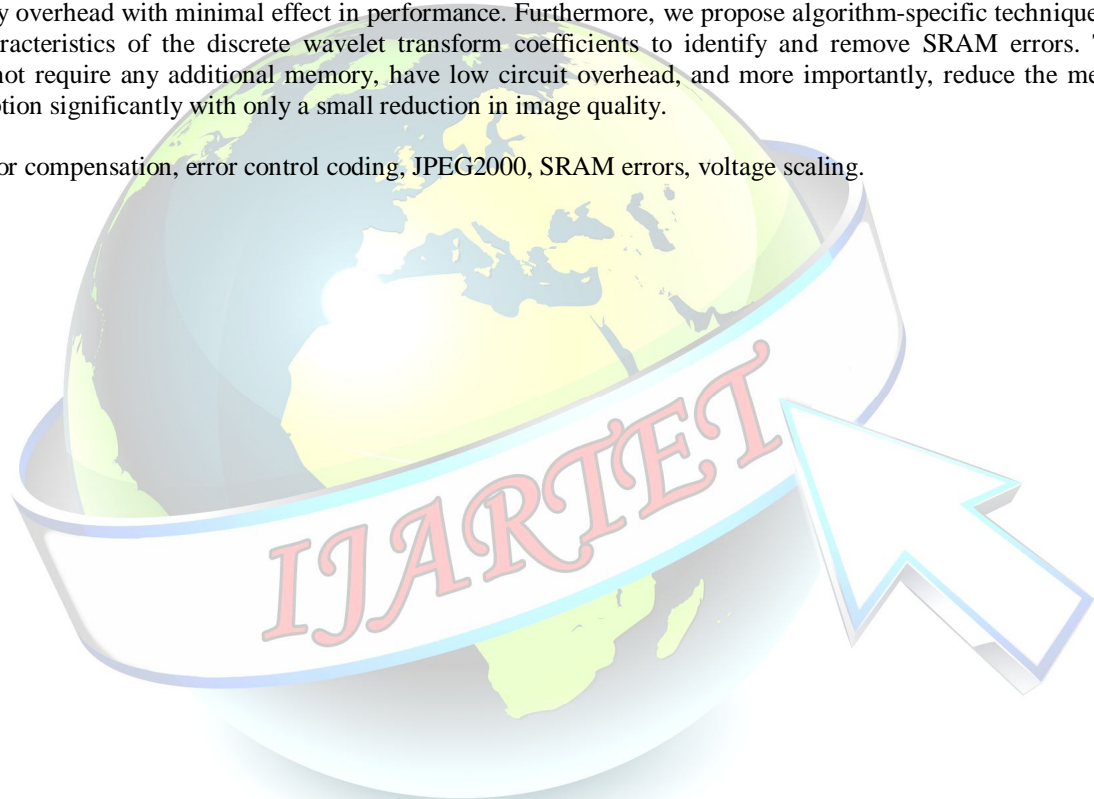 y overhead with minimal effect in performance. Furthermore, we propose algorithm-specific technique
racteristics of the discrete wavelet transform coefficients to identify and remove SRAM errors.
not require any additional memory, have low circuit overhead, and more importantly, reduce the me
tion significantly with only a small reduction in image quality.
or compensation, error control coding, JPEG2000, SRAM errors, voltage scaling.
IJARTET